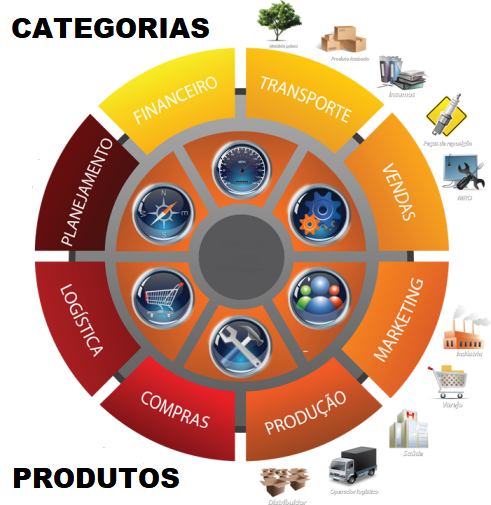 CATEGORIAS
Matéria prima
Produto Acabado
Insumos
Peças de reposição
MRO
FINANCEIRO
TRANSPORTE
PLANEJAMENTO
VENDAS
LOGÍSTICA
MARKETING
COMPRAS
PRODUÇÃO
Indústria
Varejo
Saúde
Operador logístico
Distribuidor
PRODUTOS